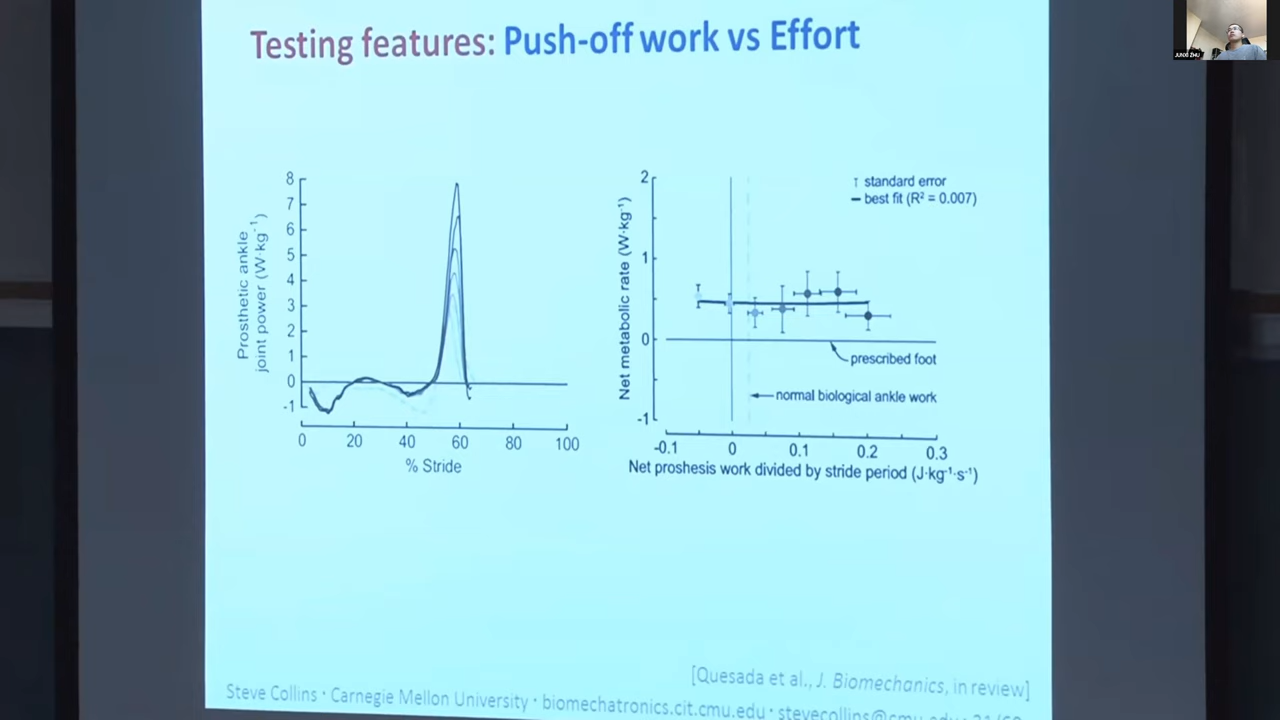 Testing features: Push-off work vs Effort
JUNXI ZHU
Prosthetic ankle
joint power (W·kg⁻¹)
8
7
6
5
4
3
2
1
0
-1
0 20 40 60 80 100
% Stride
Net metabolic rate (W·kg⁻¹)
2
1
0
-1
standard error
best fit (R² = 0.007)
prescribed foot
normal biological ankle work
-0.1 0 0.1 0.2 0.3
Net proshesis work divided by stride period (J·kg⁻¹·s⁻¹)
[Quesada et al., J. Biomechanics, in review]
Steve Collins · Carnegie Mellon University · biomechatronics.cit.cmu.edu · stevecollins@cmu.edu